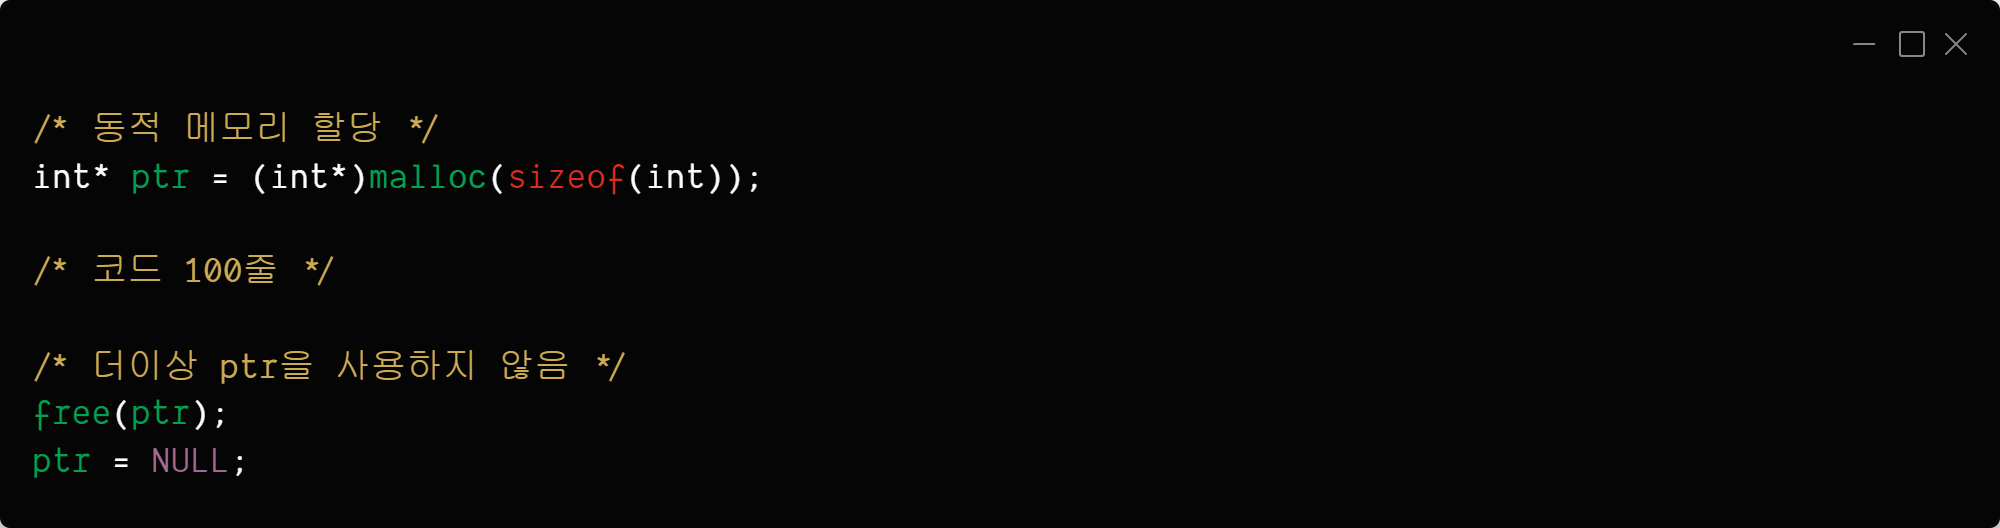 /* 동적 메모리 할당 */
int* ptr = (int*)malloc(sizeof(int));
/* 코드 100줄 */
/* 더이상 ptr을 사용하지 않음 */
free(ptr);
ptr = NULL;